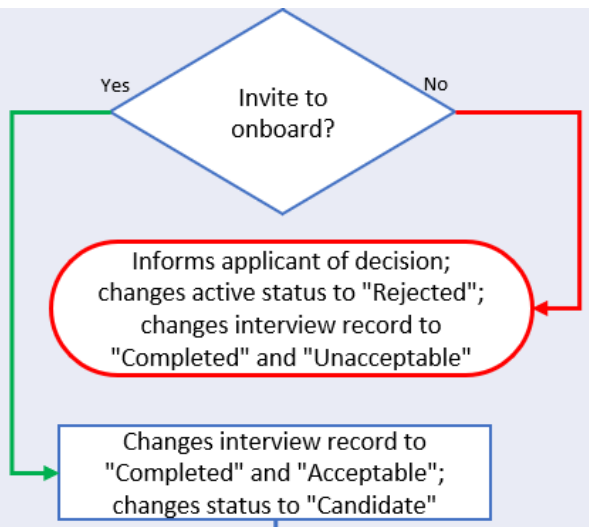 Yes
No
Invite to
onboard?
Informs applicant of decision;
changes active status to "Rejected";
changes interview record to
"Completed" and "Unacceptable"
Changes interview record to
"Completed" and "Acceptable";
changes status to "Candidate"